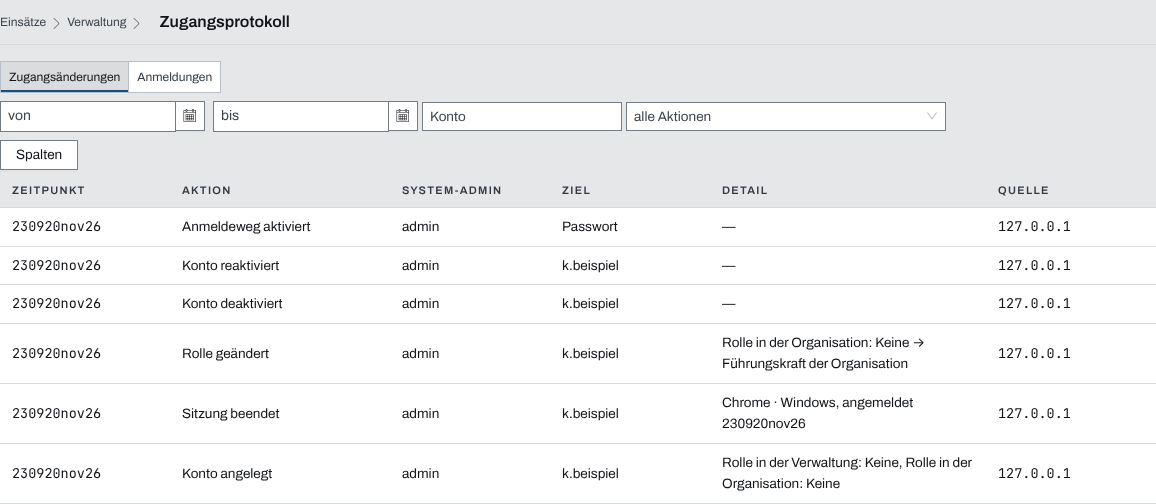 Einsätze Verwaltung Zugangsprotokoll
Zugangsänderungen Anmeldungen
von bis Konto alle Aktionen
Spalten
ZEITPUNKT AKTION SYSTEM-ADMIN ZIEL DETAIL QUELLE
230920nov26 Anmeldeweg aktiviert admin Passwort — 127.0.0.1
230920nov26 Konto reaktiviert admin k.beispiel — 127.0.0.1
230920nov26 Konto deaktiviert admin k.beispiel — 127.0.0.1
230920nov26 Rolle geändert admin k.beispiel Rolle in der Organisation: Keine → 127.0.0.1
Führungskraft der Organisation
230920nov26 Sitzung beendet admin k.beispiel Chrome · Windows, angemeldet 127.0.0.1
230920nov26
230920nov26 Konto angelegt admin k.beispiel Rolle in der Verwaltung: Keine, Rolle in der 127.0.0.1
Organisation: Keine